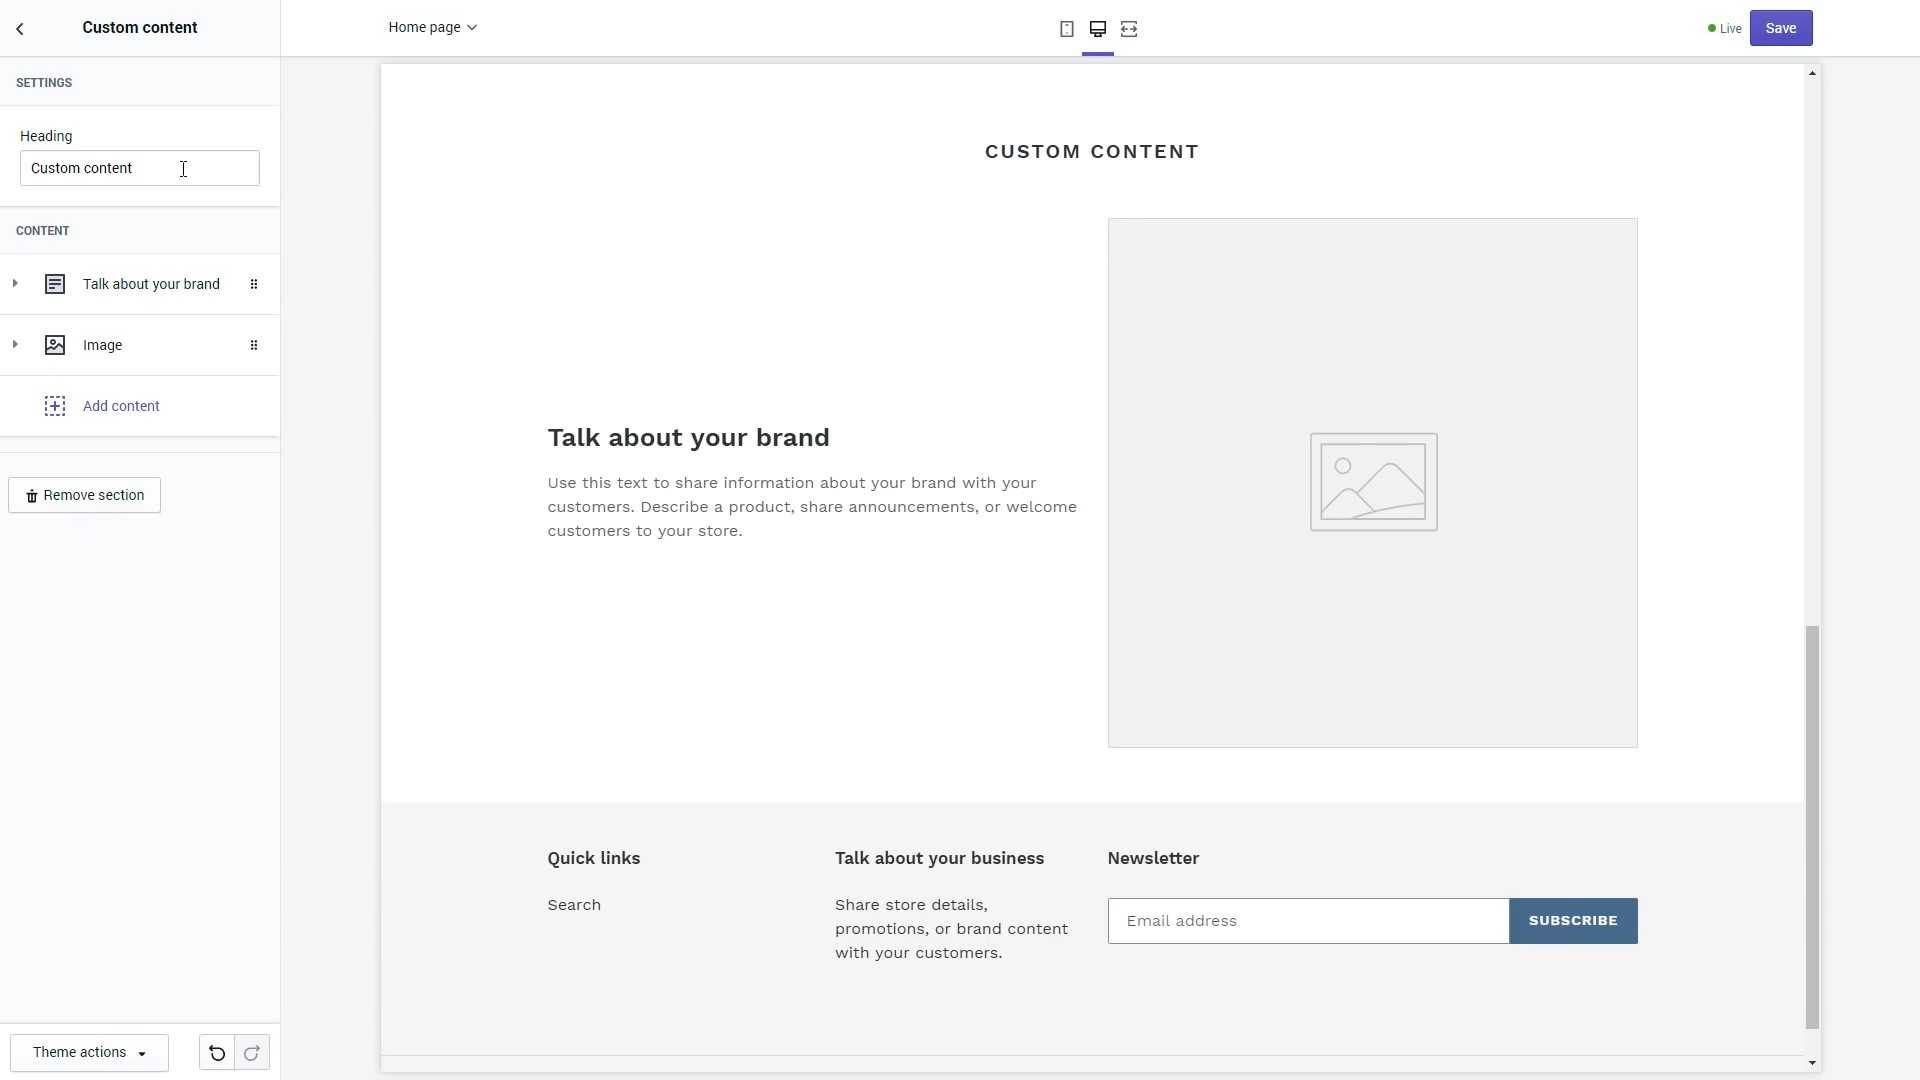 Custom content
Home page
Live
Save
SETTINGS
Heading
Custom content
CONTENT
Talk about your brand
Image
Add content
Remove section
Theme actions
CUSTOM CONTENT
Talk about your brand
Use this text to share information about your brand with your
customers. Describe a product, share announcements, or welcome
customers to your store.
Quick links
Search
Talk about your business
Share store details,
promotions, or brand content
with your customers.
Newsletter
Email address
SUBSCRIBE